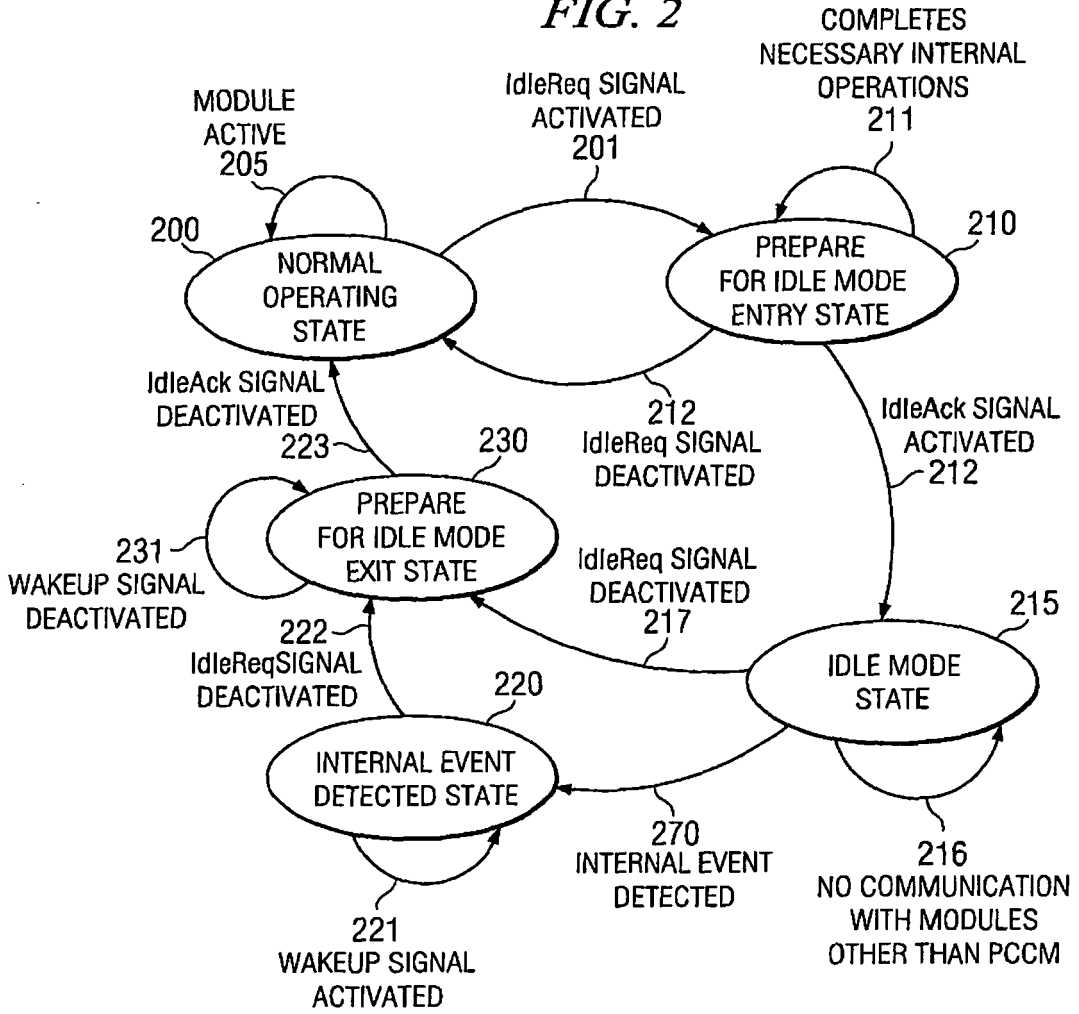 FIG. 2
COMPLETES
NECESSARY INTERNAL
OPERATIONS
211
IdleReq SIGNAL
ACTIVATED
201
MODULE
ACTIVE
205
200
NORMAL
OPERATING
STATE
210
PREPARE
FOR IDLE MODE
ENTRY STATE
IdleAck SIGNAL
DEACTIVATED
223
212
IdleReq SIGNAL
DEACTIVATED
IdleAck SIGNAL
ACTIVATED
212
230
PREPARE
FOR IDLE MODE
EXIT STATE
231
WAKEUP SIGNAL
DEACTIVATED
IdleReq SIGNAL
DEACTIVATED
217
215
IDLE MODE
STATE
222
IdleReqSIGNAL
DEACTIVATED
220
INTERNAL EVENT
DETECTED STATE
270
INTERNAL EVENT
DETECTED
216
NO COMMUNICATION
WITH MODULES
OTHER THAN PCCM
221
WAKEUP SIGNAL
ACTIVATED